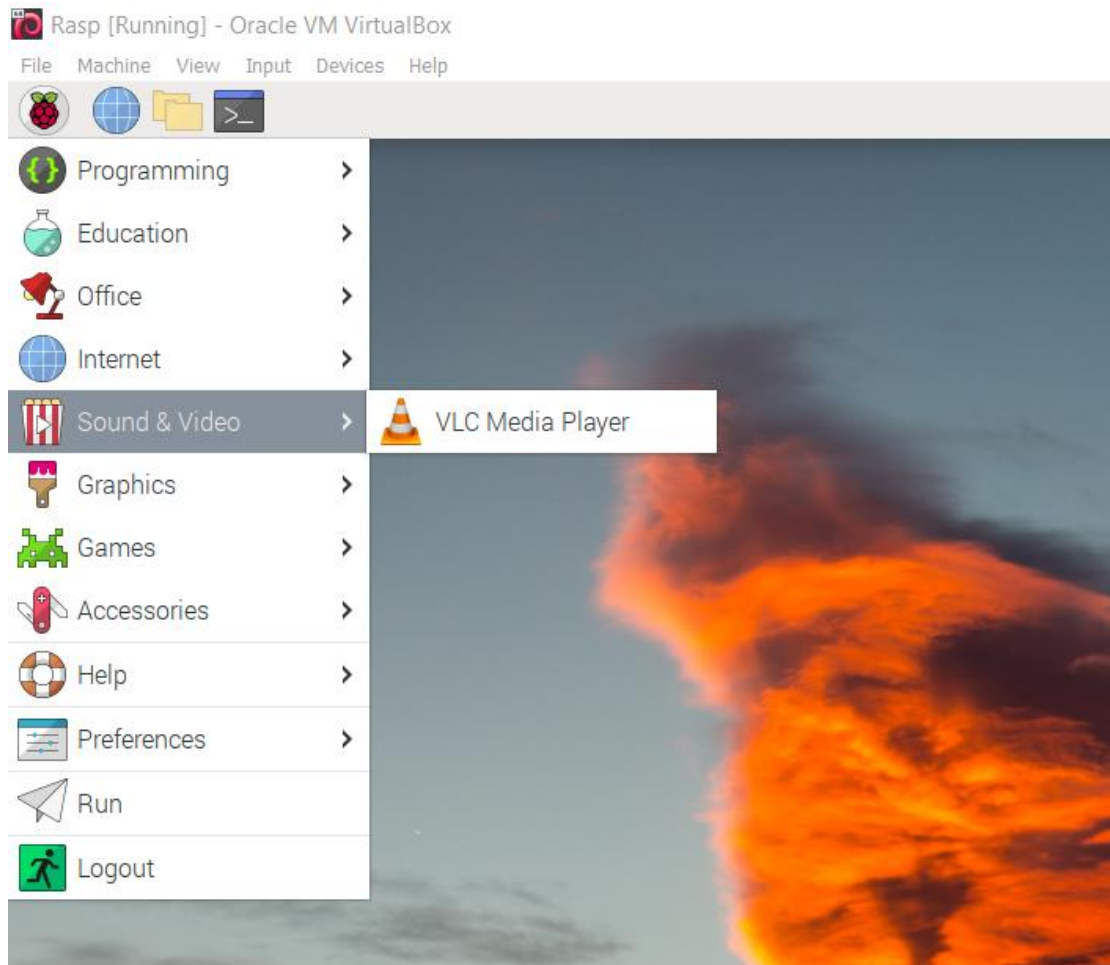 Rasp [Running] - Oracle VM VirtualBox
File Machine View Input Devices Help
>_
Programming
Education
Office
Internet
Sound & Video
VLC Media Player
Graphics
Games
Accessories
Help
Preferences
Run
Logout